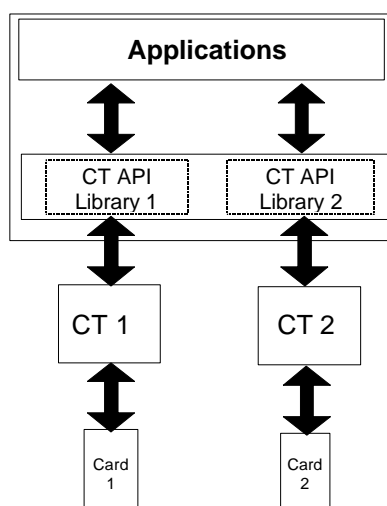 Applications
CT API
Library 1
CT API
Library 2
CT 1
CT 2
Card
1
Card
2